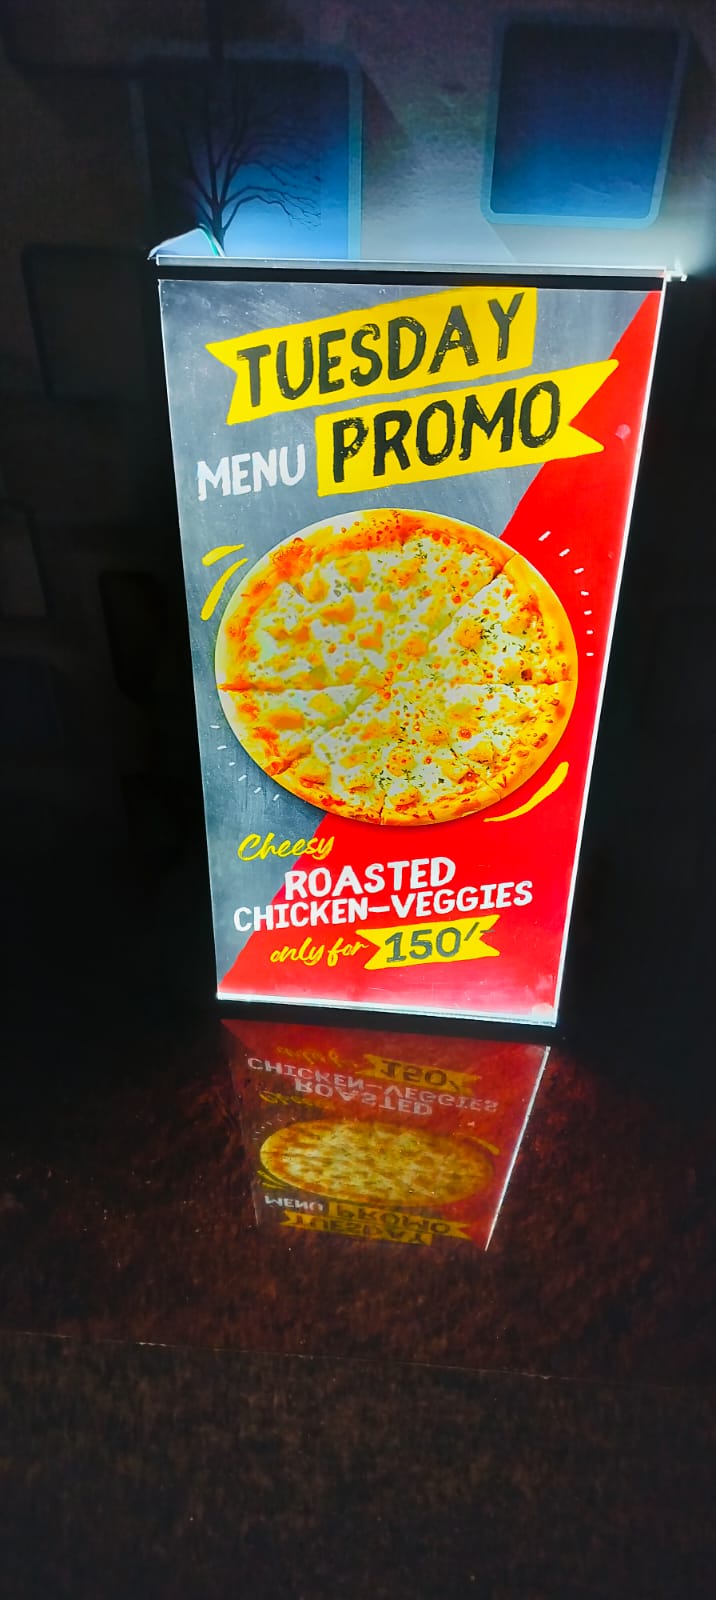 TUESDAY
MENU PROMO
Cheesy
ROASTED
CHICKEN-VEGGIES
only for 150/-